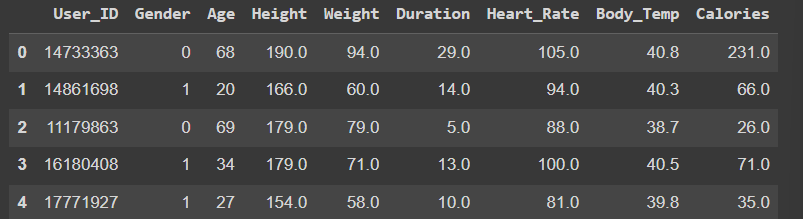 User_ID Gender Age Height Weight Duration Heart_Rate Body_Temp Calories
0 14733363 0 68 190.0 94.0 29.0 105.0 40.8 231.0
1 14861698 1 20 166.0 60.0 14.0 94.0 40.3 66.0
2 11179863 0 69 179.0 79.0 5.0 88.0 38.7 26.0
3 16180408 1 34 179.0 71.0 13.0 100.0 40.5 71.0
4 17771927 1 27 154.0 58.0 10.0 81.0 39.8 35.0